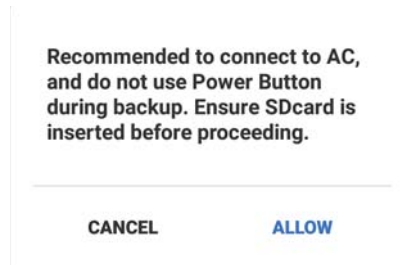 Recommended to connect to AC,
and do not use Power Button
during backup. Ensure SDcard is
inserted before proceeding.
CANCEL ALLOW